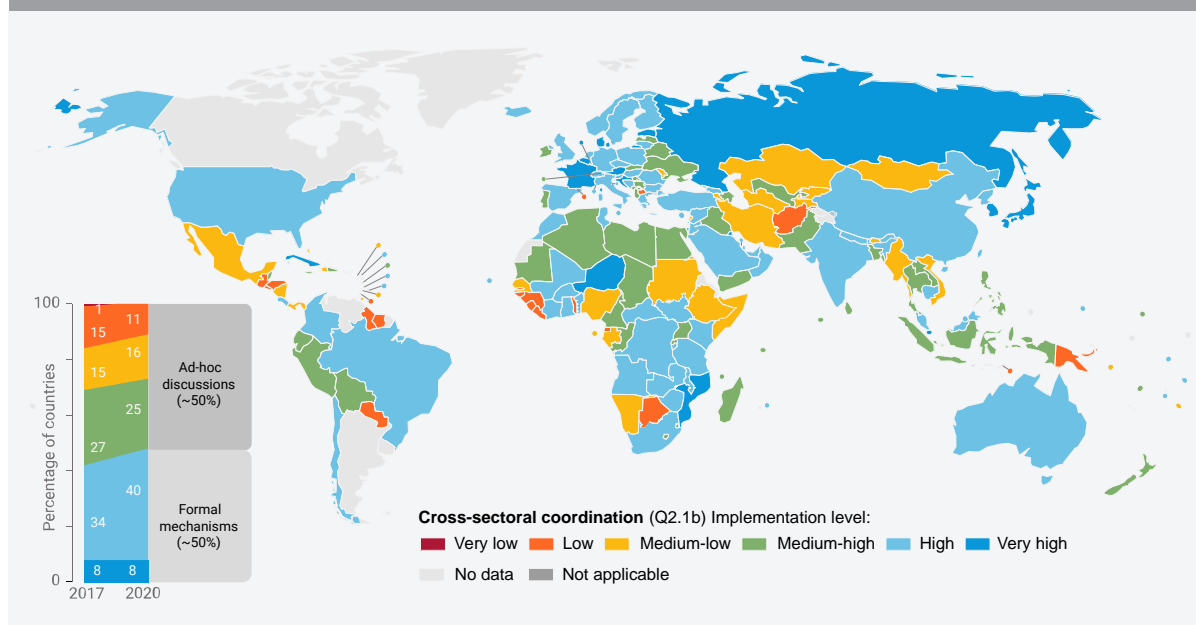 100
Percentage of countries
0
1
15
15
27
34
8
11
16
25
40
8
2017
2020
Ad-hoc
discussions
(~50%)
Formal
mechanisms
(~50%)
Cross-sectoral coordination (Q2.1b) Implementation level:
Very low
Low
Medium-low
Medium-high
High
Very high
No data
Not applicable